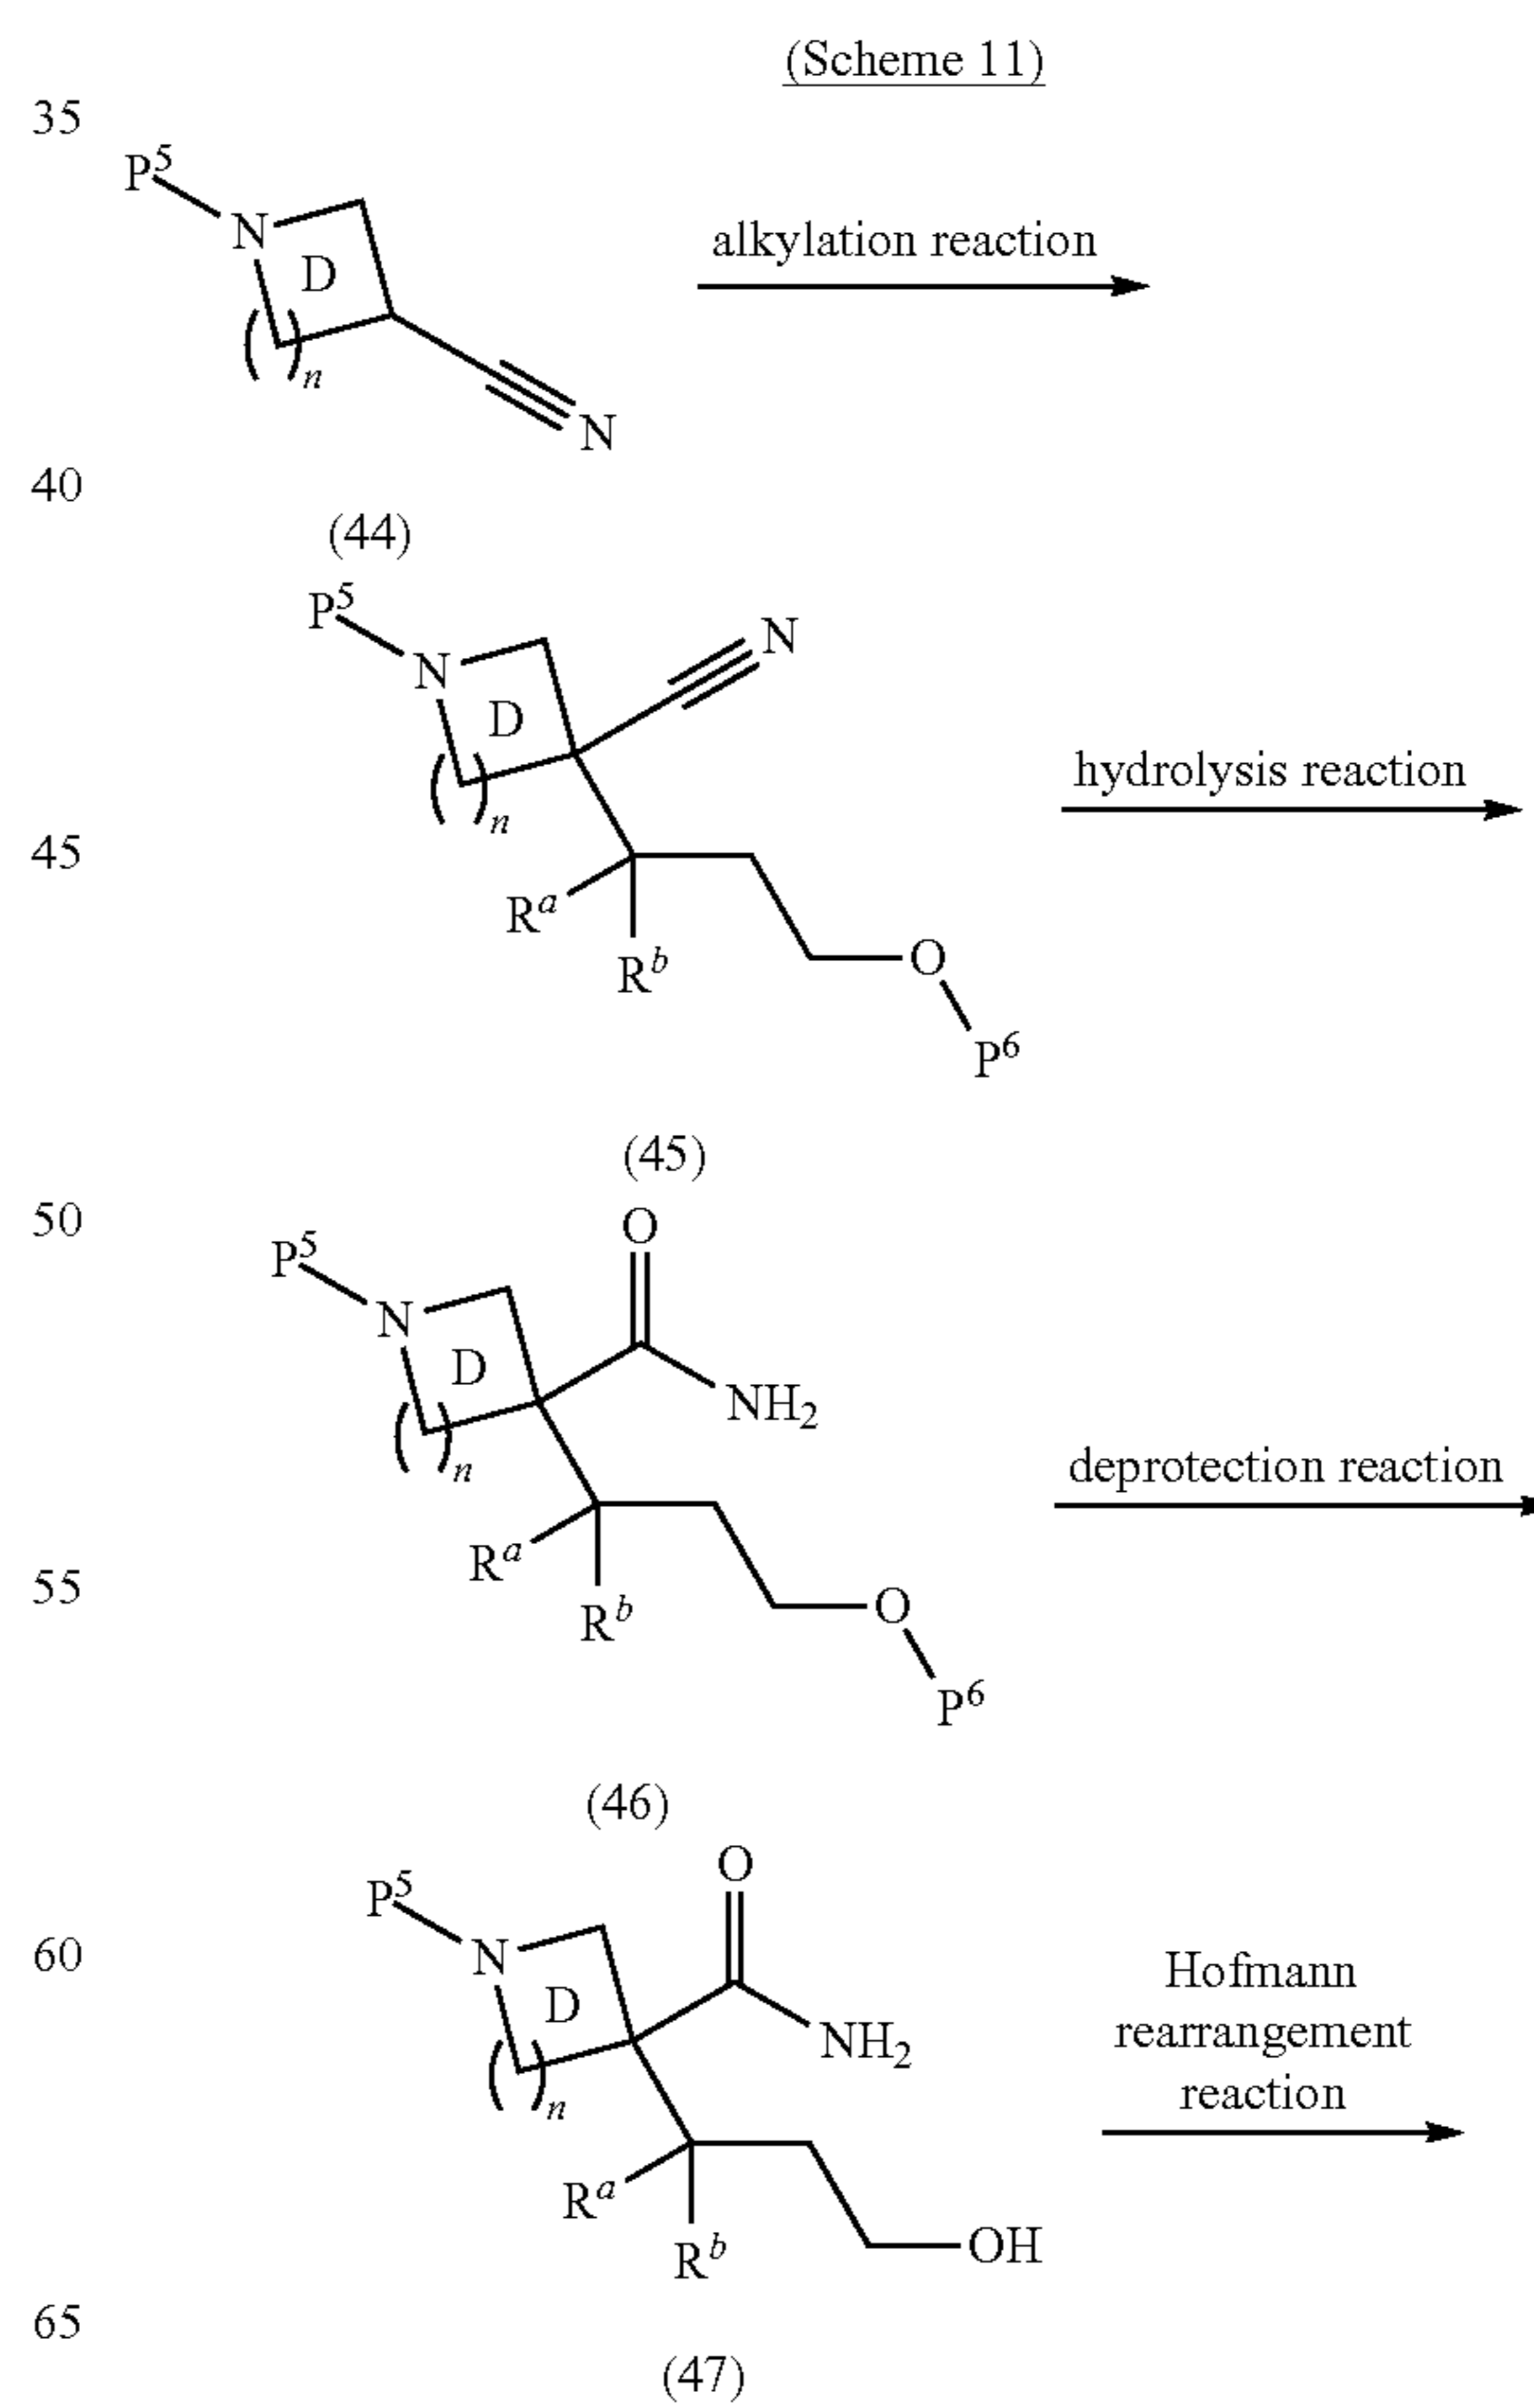 (Scheme 11)
35
P⁵
N
D
( )n
N
alkylation reaction
40
(44)
P⁵
N
N
D
( )n
hydrolysis reaction
45
Rᵃ
Rᵇ
O
P⁶
(45)
50
O
P⁵
N
D
NH₂
( )n
deprotection reaction
55
Rᵃ
Rᵇ
O
P⁶
(46)
O
P⁵
60
N
D
NH₂
( )n
Hofmann
rearrangement
reaction
Rᵃ
Rᵇ
OH
65
(47)